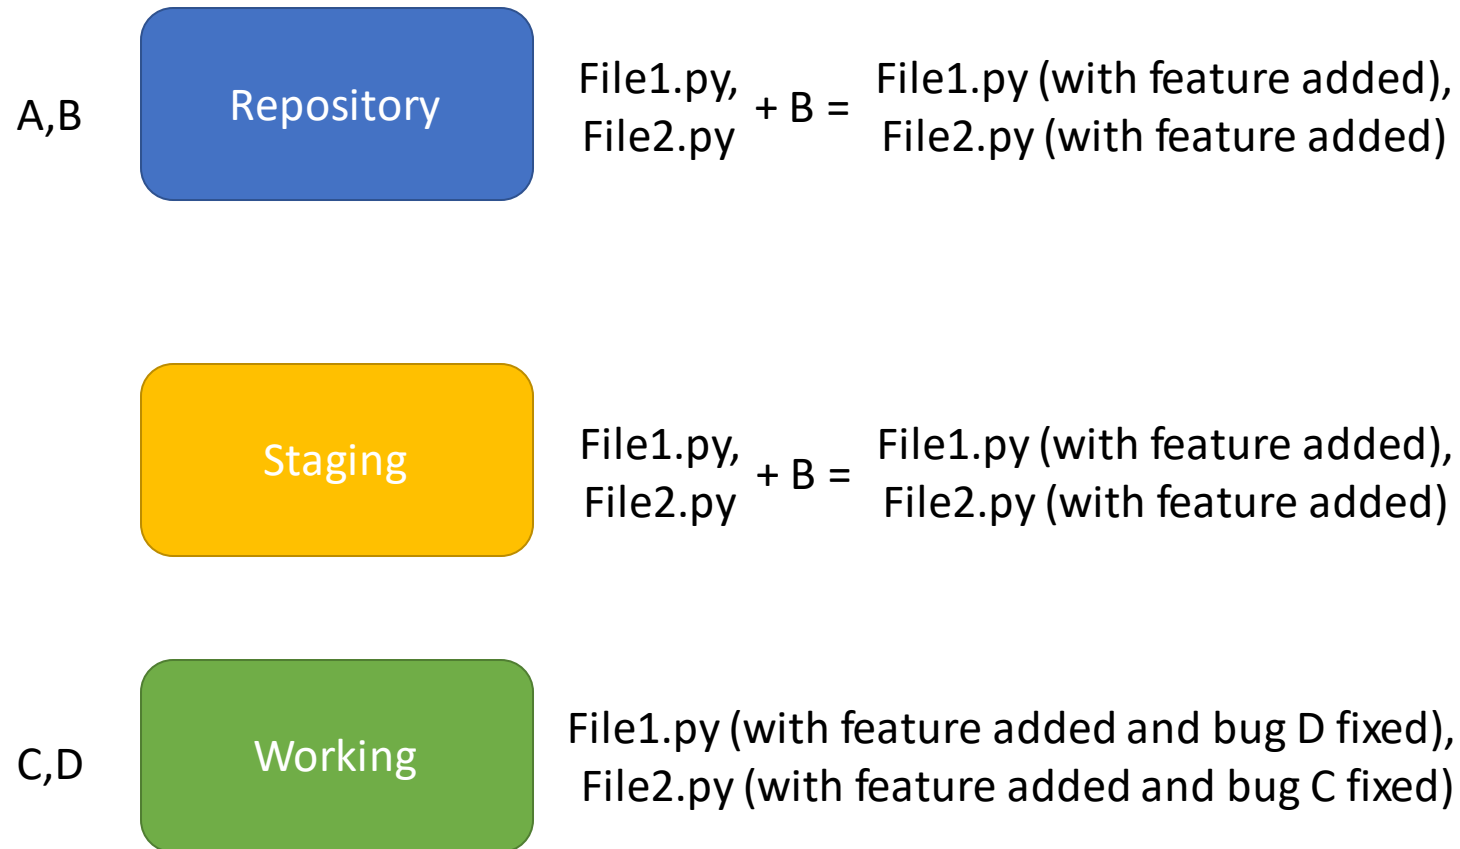 A,B
Repository
File1.py,
File2.py
+ B =
File1.py (with feature added),
File2.py (with feature added)
Staging
File1.py,
File2.py
+ B =
File1.py (with feature added),
File2.py (with feature added)
C,D
Working
File1.py (with feature added and bug D fixed),
File2.py (with feature added and bug C fixed)